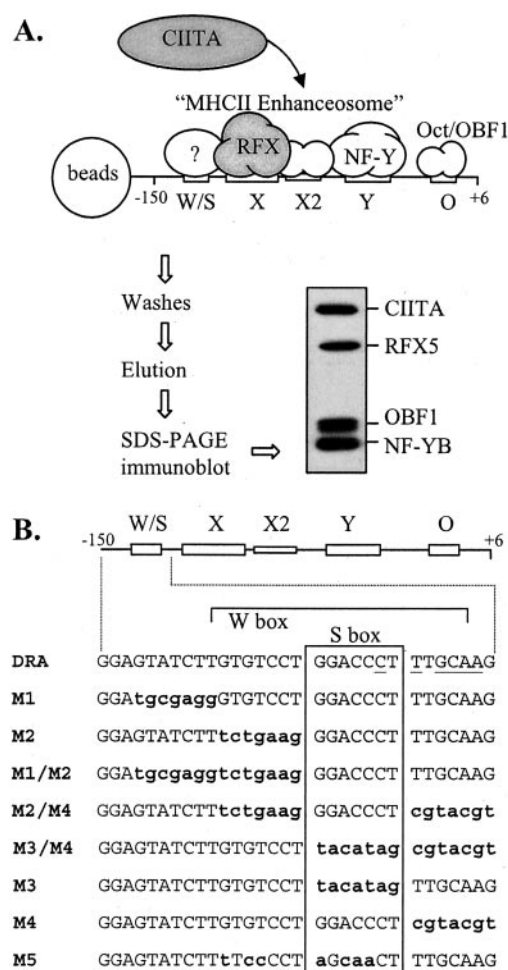 A.
CIITA
"MHCII Enhanceosome"
Oct/OBF1
beads
?
RFX
NF-Y
-150
W/S
X
X2
Y
O
+6
Washes
Elution
SDS-PAGE
immunoblot
CIITA
RFX5
OBF1
NF-YB
B.
-150
W/S
X
X2
Y
O
+6
W box
S box
DRA GGAGTATCTTGTGTCCT GGACCCT TTGCAAG
M1 GGAtgcgaggGTGTCCT GGACCCT TTGCAAG
M2 GGAGTATCTTtctgaag GGACCCT TTGCAAG
M1/M2 GGAtgcgaggtctgaag GGACCCT TTGCAAG
M2/M4 GGAGTATCTTtctgaag GGACCCT cgtacgt
M3/M4 GGAGTATCTTGTGTCCT tacatag cgtacgt
M3 GGAGTATCTTGTGTCCT tacatag TTGCAAG
M4 GGAGTATCTTGTGTCCT GGACCCT cgtacgt
M5 GGAGTATCTTtTccCCT aGcaaCT TTGCAAG